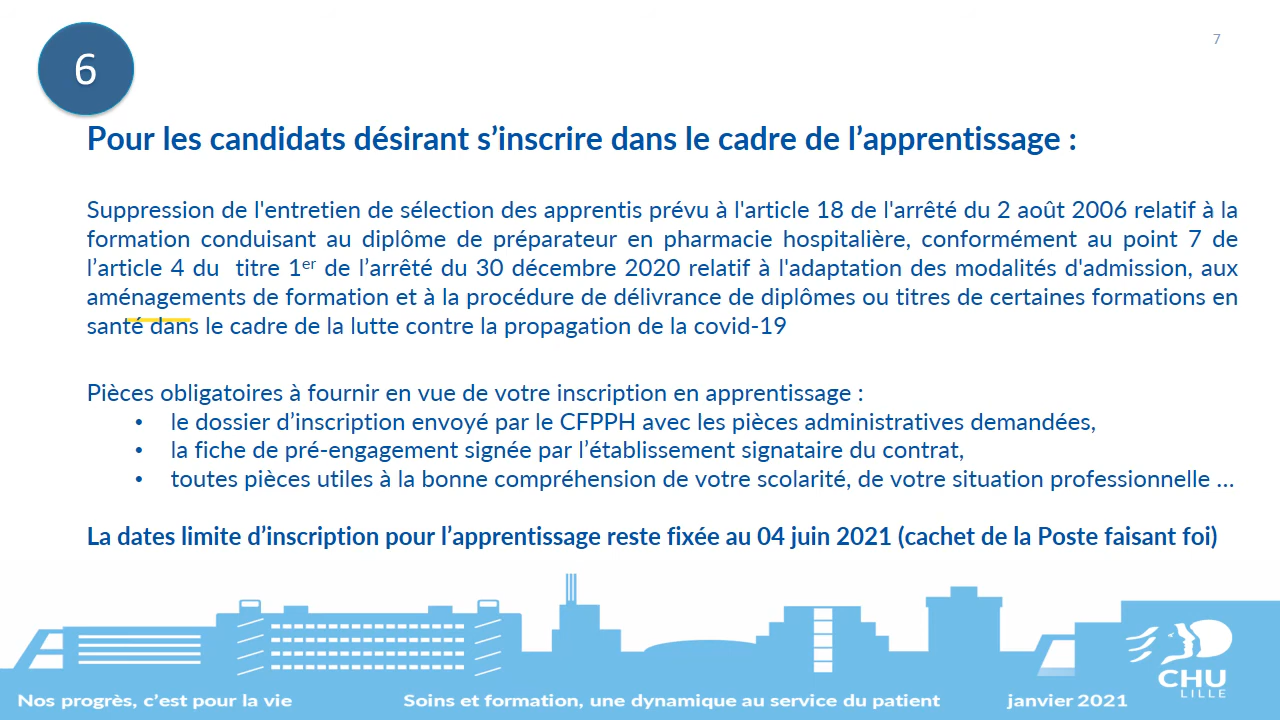 6
7
Pour les candidats désirant s’inscrire dans le cadre de l’apprentissage :
Suppression de l'entretien de sélection des apprentis prévu à l'article 18 de l'arrêté du 2 août 2006 relatif à la
formation conduisant au diplôme de préparateur en pharmacie hospitalière, conformément au point 7 de
l’article 4 du titre 1er de l’arrêté du 30 décembre 2020 relatif à l'adaptation des modalités d'admission, aux
aménagements de formation et à la procédure de délivrance de diplômes ou titres de certaines formations en
santé dans le cadre de la lutte contre la propagation de la covid-19
Pièces obligatoires à fournir en vue de votre inscription en apprentissage :
• le dossier d’inscription envoyé par le CFPPH avec les pièces administratives demandées,
• la fiche de pré-engagement signée par l’établissement signataire du contrat,
• toutes pièces utiles à la bonne compréhension de votre scolarité, de votre situation professionnelle ...
La dates limite d’inscription pour l’apprentissage reste fixée au 04 juin 2021 (cachet de la Poste faisant foi)
CHU
LILLE
Nos progrès, c’est pour la vie
Soins et formation, une dynamique au service du patient
janvier 2021